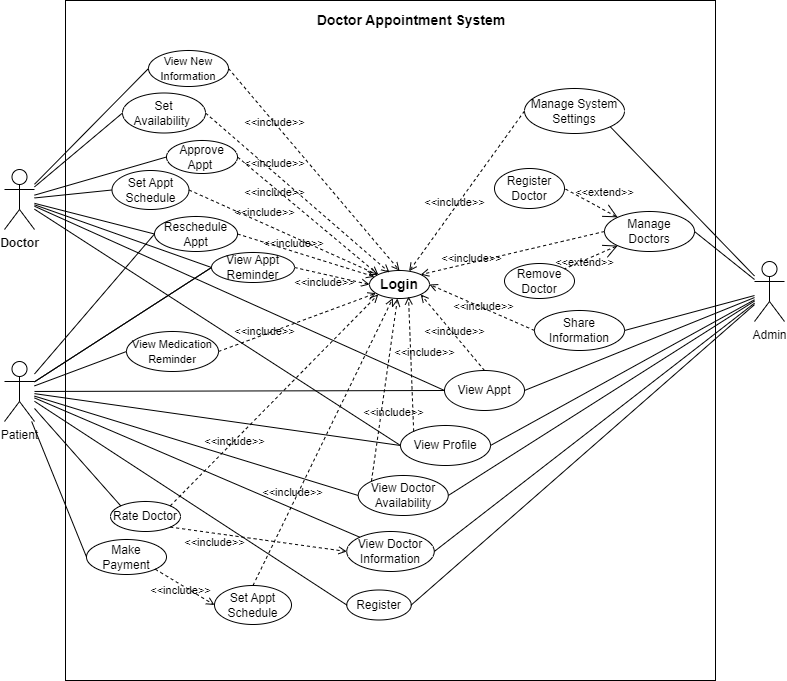 Doctor Appointment System
View New
Information
Set
Availability
<<include>>
Manage System
Settings
Approve
Appt
<<include>>
Set Appt
Schedule
<<include>>
Register
Doctor
<<extend>>
<<include>>
<<include>>
Doctor
Reschedule
Appt
<<include>>
Manage
Doctors
View Appt
Reminder
<<include>>
<<include>>
<<extend>>
Login
Remove
Doctor
<<include>>
Share
Information
Admin
View Medication
Reminder
<<include>>
<<include>>
<<include>>
View Appt
Patient
<<include>>
<<include>>
View Profile
<<include>>
View Doctor
Availability
Rate Doctor
<<include>>
View Doctor
Information
Make
Payment
<<include>>
Set Appt
Schedule
Register